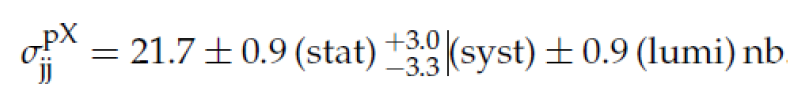 σ_jj^pX = 21.7 ± 0.9 (stat) ^{+3.0}_{−3.3} (syst) ± 0.9 (lumi) nb